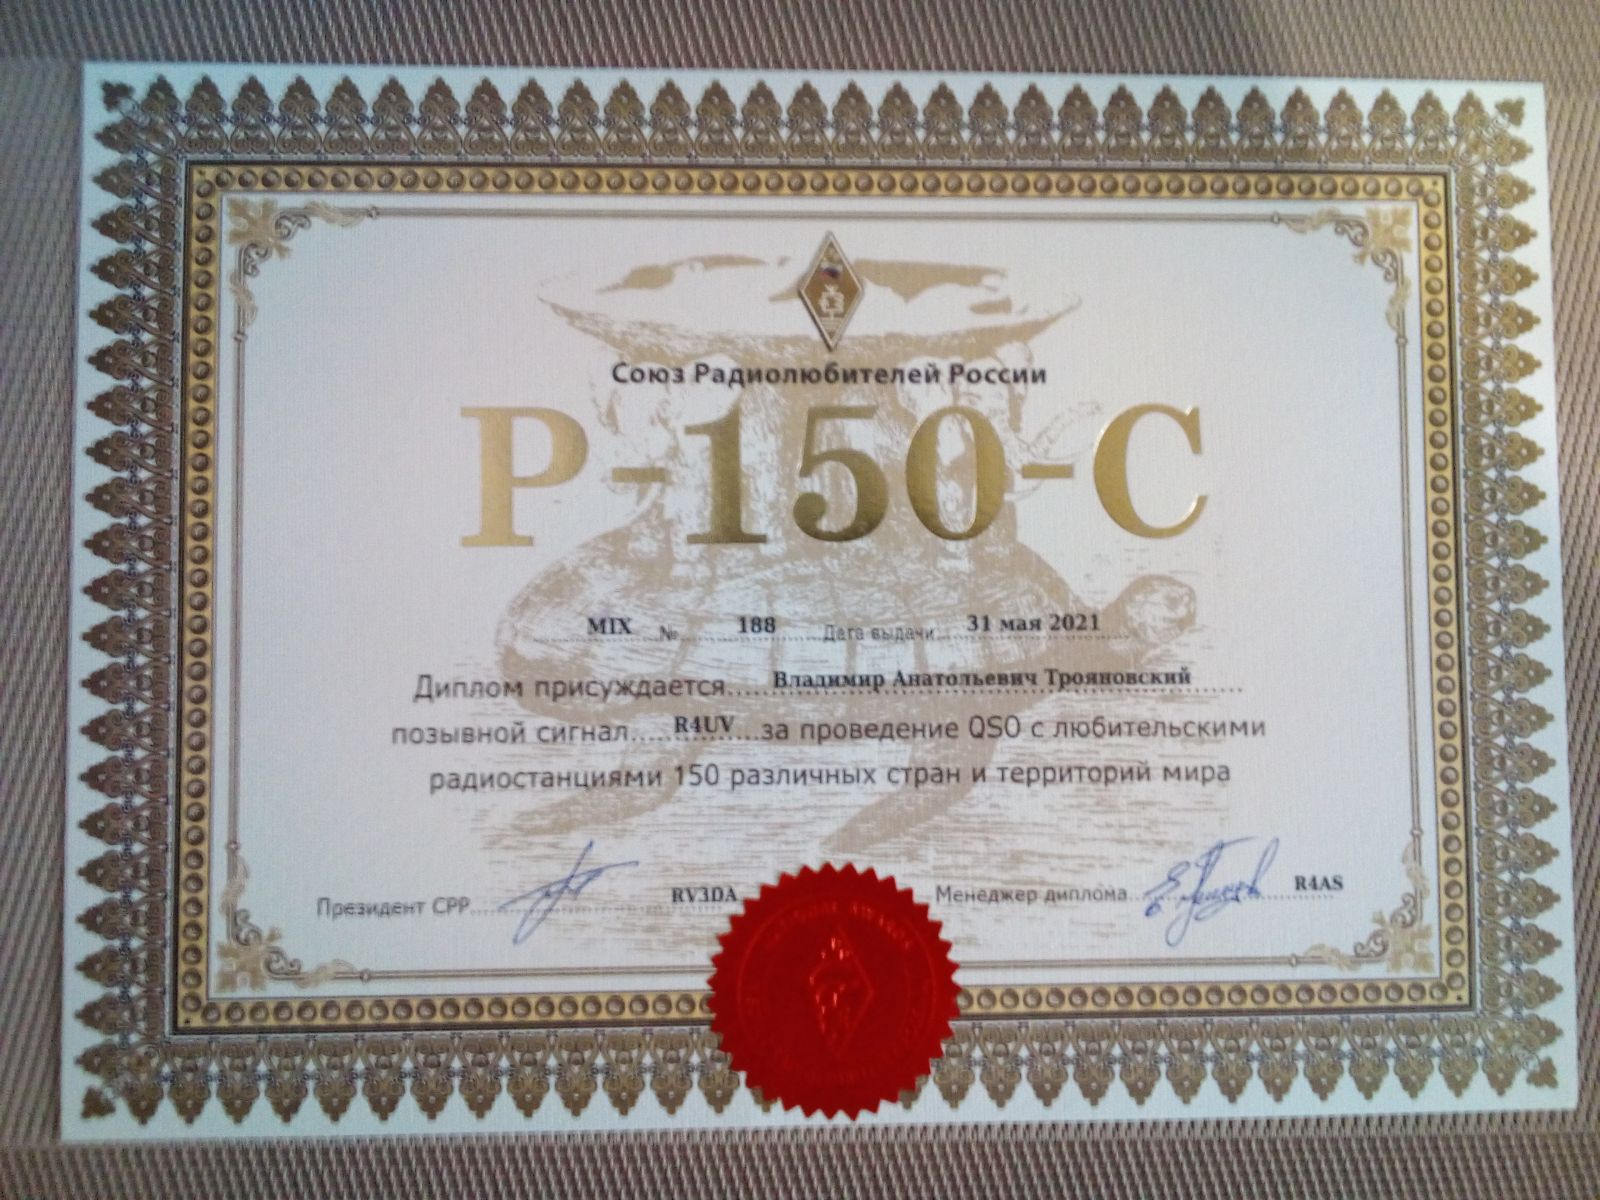 Союз Радиолюбителей России
Р-150-С
MIX № 188 Дата выдачи 31 мая 2021
Диплом присуждается Владимир Анатольевич Трояновский
позывной сигнал R4UV за проведение QSO с любительскими
радиостанциями 150 различных стран и территорий мира
Президент СРР RV3DA Менеджер диплома R4AS